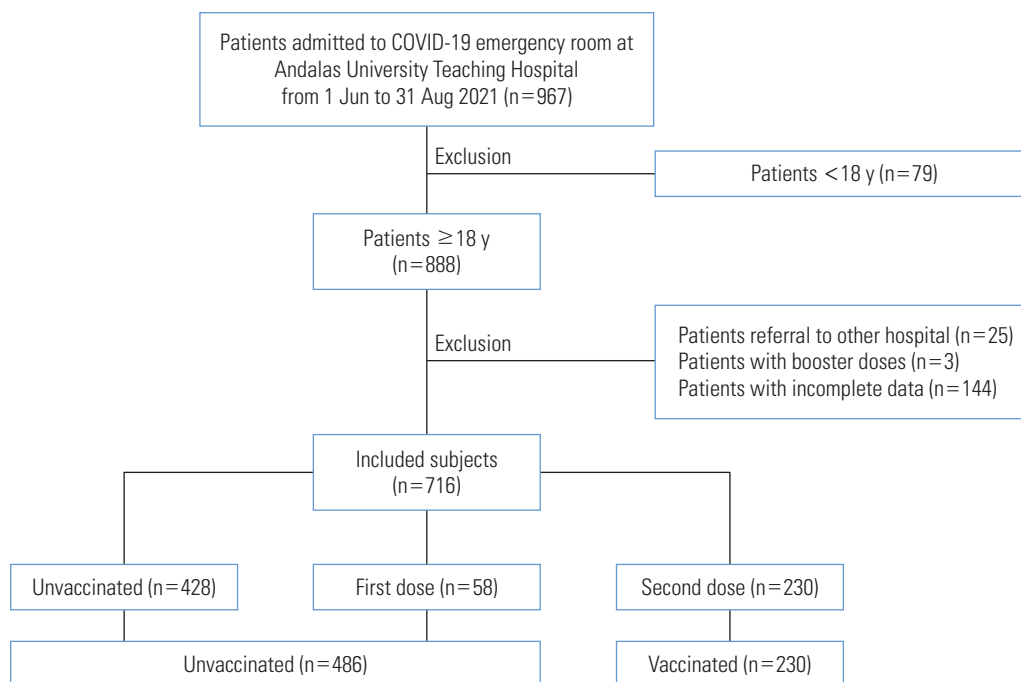 Patients admitted to COVID-19 emergency room at
Andalas University Teaching Hospital
from 1 Jun to 31 Aug 2021 (n=967)
Exclusion
Patients <18 y (n=79)
Patients ≥18 y
(n=888)
Exclusion
Patients referral to other hospital (n=25)
Patients with booster doses (n=3)
Patients with incomplete data (n=144)
Included subjects
(n=716)
Unvaccinated (n=428)
First dose (n=58)
Second dose (n=230)
Unvaccinated (n=486)
Vaccinated (n=230)